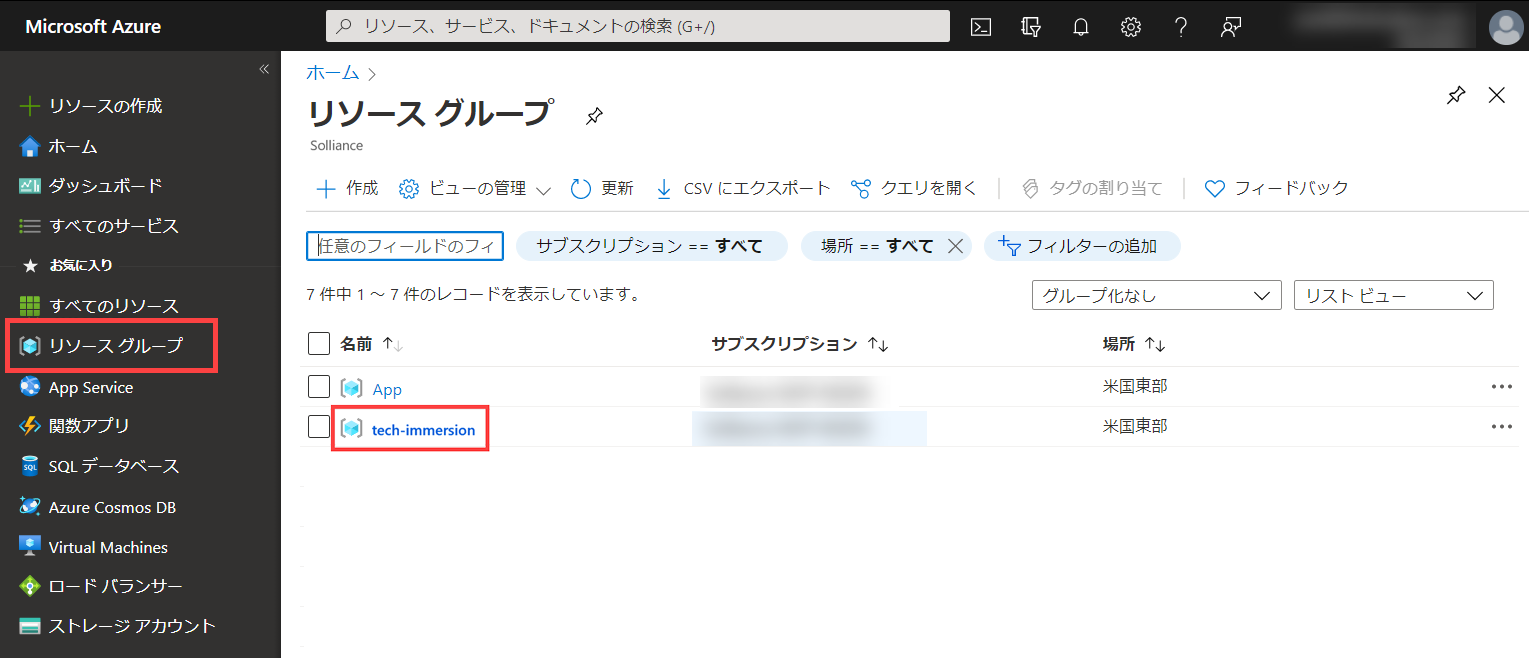 Microsoft Azure
リソース、サービス、ドキュメントの検索 (G+/)
リソースの作成
ホーム
ダッシュボード
すべてのサービス
お気に入り
すべてのリソース
リソース グループ
App Service
関数アプリ
SQL データベース
Azure Cosmos DB
Virtual Machines
ロード バランサー
ストレージ アカウント
ホーム
リソース グループ
Solliance
作成 ビューの管理 更新 CSV にエクスポート クエリを開く タグの割り当て フィードバック
任意のフィールドのフィ サブスクリプション == すべて 場所 == すべて フィルターの追加
7 件中 1 ～ 7 件のレコードを表示しています。 グループ化なし リスト ビュー
名前 サブスクリプション 場所
App 米国東部
tech-immersion 米国東部